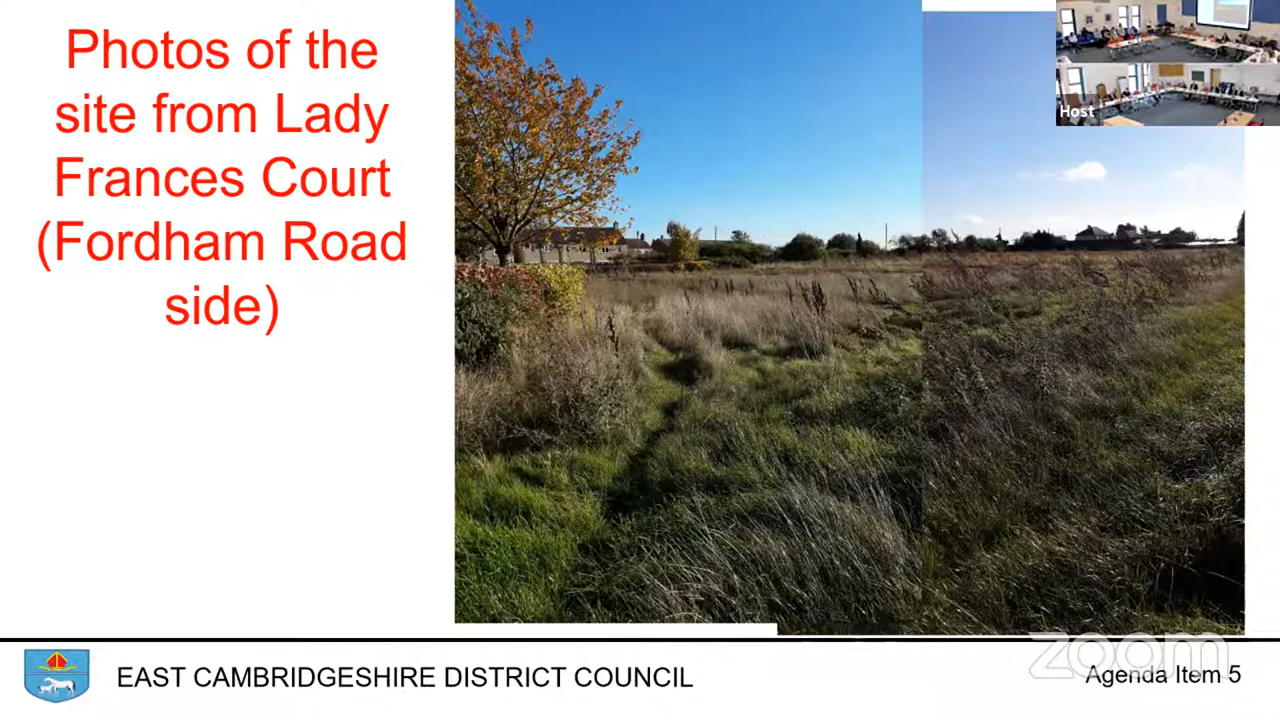 Photos of the
site from Lady
Frances Court
(Fordham Road
side)
Host
EAST CAMBRIDGESHIRE DISTRICT COUNCIL
zoom
Agenda Item 5